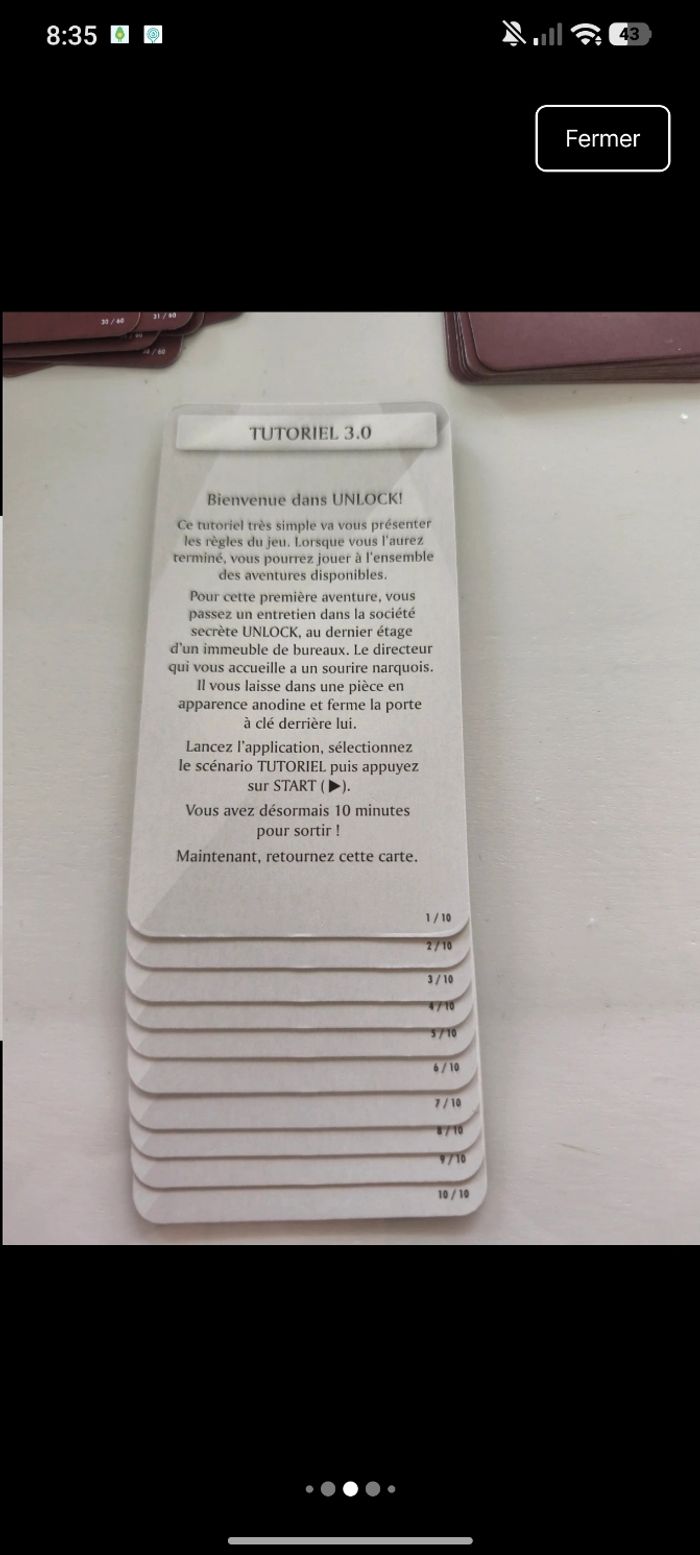 8:35
43
Fermer
30 / 60
31 / 60
/ 60
TUTORIEL 3.0
Bienvenue dans UNLOCK!
Ce tutoriel très simple va vous présenter
les règles du jeu. Lorsque vous l'aurez
terminé, vous pourrez jouer à l'ensemble
des aventures disponibles.
Pour cette première aventure, vous
passez un entretien dans la société
secrète UNLOCK, au dernier étage
d'un immeuble de bureaux. Le directeur
qui vous accueille a un sourire narquois.
Il vous laisse dans une pièce en
apparence anodine et ferme la porte
à clé derrière lui.
Lancez l'application, sélectionnez
le scénario TUTORIEL puis appuyez
sur START (▶).
Vous avez désormais 10 minutes
pour sortir !
Maintenant, retournez cette carte.
1 / 10
2 / 10
3 / 10
4 / 10
5 / 10
6 / 10
7 / 10
8 / 10
9 / 10
10 / 10